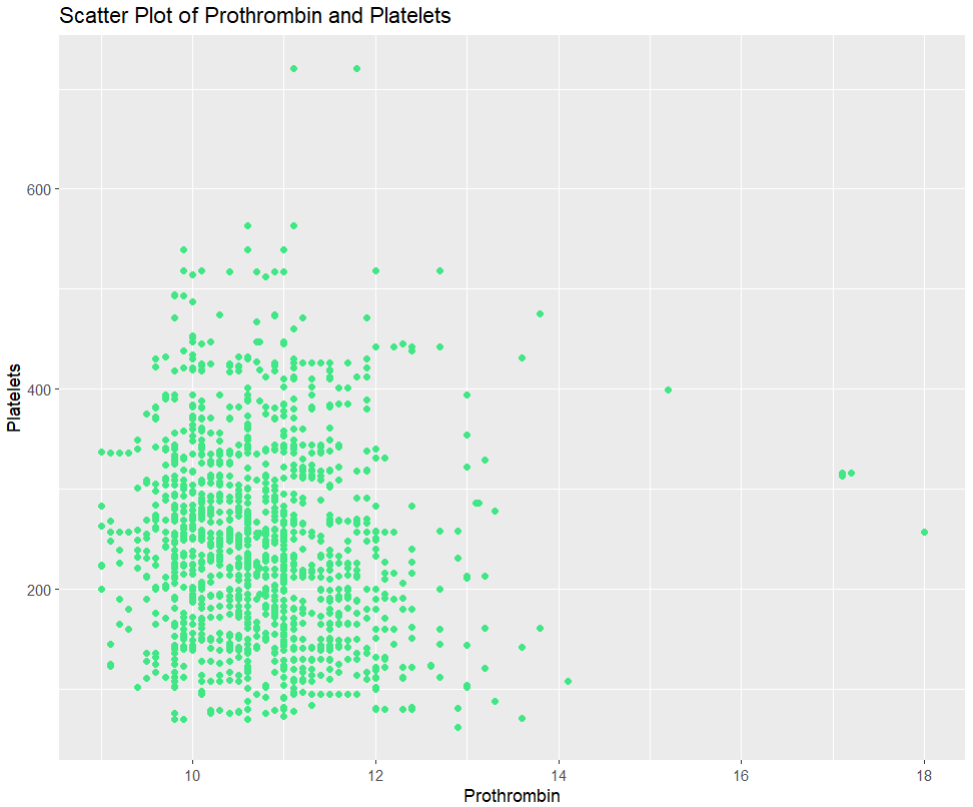 Scatter Plot of Prothrombin and Platelets
Platelets
600
400
200
10 12 14 16 18
Prothrombin